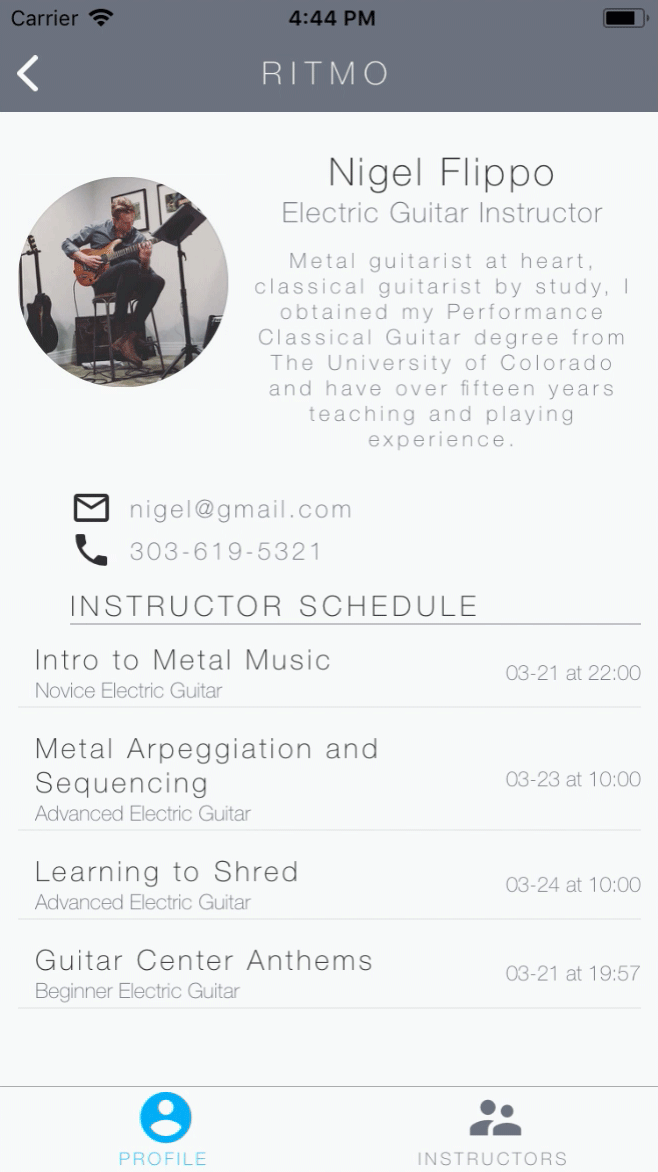 Carrier 4:44 PM
RITMO
Nigel Flippo
Electric Guitar Instructor
Metal guitarist at heart,
classical guitarist by study, I
obtained my Performance
Classical Guitar degree from
The University of Colorado
and have over fifteen years
teaching and playing
experience.
nigel@gmail.com
303-619-5321
INSTRUCTOR SCHEDULE
Intro to Metal Music
Novice Electric Guitar
03-21 at 22:00
Metal Arpeggiation and
Sequencing
Advanced Electric Guitar
03-23 at 10:00
Learning to Shred
Advanced Electric Guitar
03-24 at 10:00
Guitar Center Anthems
Beginner Electric Guitar
03-21 at 19:57
PROFILE
INSTRUCTORS